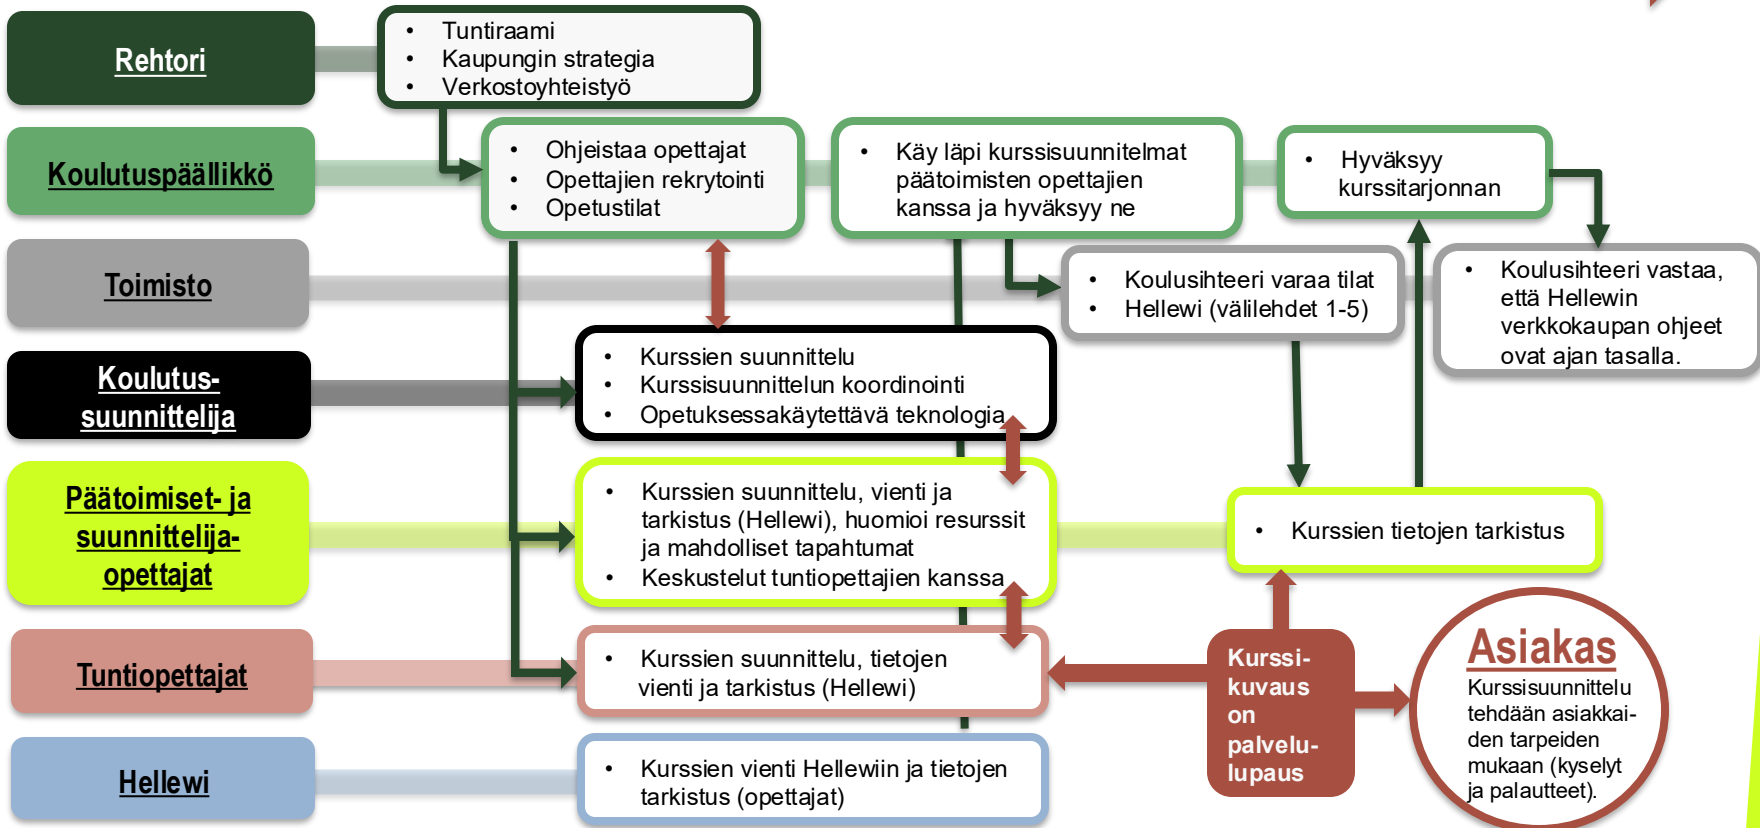 Rehtori
• Tuntiraami
• Kaupungin strategia
• Verkostoyhteistyö
Koulutuspäällikkö
• Ohjeistaa opettajat
• Opettajien rekrytointi
• Opetustilat
• Käy läpi kurssisuunnitelmat
päätoimisten opettajien
kanssa ja hyväksyy ne
• Hyväksyy
kurssitarjonnan
Toimisto
• Koulusihteeri varaa tilat
• Hellewi (välilehdet 1-5)
• Koulusihteeri vastaa,
että Hellewin
verkkokaupan ohjeet
ovat ajan tasalla.
Koulutus-
suunnittelija
• Kurssien suunnittelu
• Kurssisuunnittelun koordinointi
• Opetuksessakäytettävä teknologia
Päätoimiset- ja
suunnittelija-
opettajat
• Kurssien suunnittelu, vienti ja
tarkistus (Hellewi), huomioi resurssit
ja mahdolliset tapahtumat
• Keskustelut tuntiopettajien kanssa
• Kurssien tietojen tarkistus
Tuntiopettajat
• Kurssien suunnittelu, tietojen
vienti ja tarkistus (Hellewi)
Kurssi-
kuvaus
on
palvelu-
lupaus
Asiakas
Kurssisuunnittelu
tehdään asiakkai-
den tarpeiden
mukaan (kyselyt
ja palautteet).
Hellewi
• Kurssien vienti Hellewiin ja tietojen
tarkistus (opettajat)